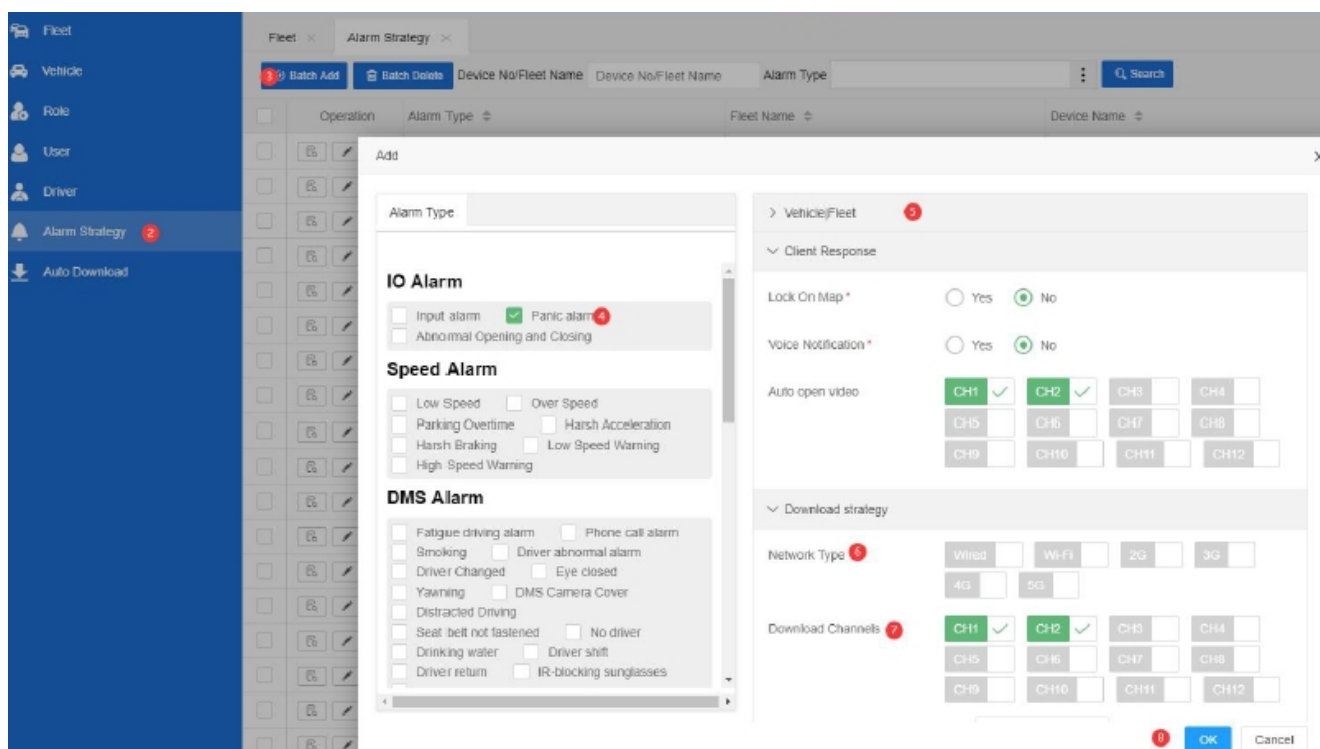 Fleet
Vehicle
Role
User
Driver
Alarm Strategy 2
Auto Download
Fleet Alarm Strategy
3 Batch Add Batch Delete Device No/Fleet Name Device No/Fleet Name Alarm Type Search
Operation Alarm Type Fleet Name Device Name
Add
Alarm Type
IO Alarm
Input alarm Panic alarm 4
Abnormal Opening and Closing
Speed Alarm
Low Speed Over Speed
Parking Overtime Harsh Acceleration
Harsh Braking Low Speed Warning
High Speed Warning
DMS Alarm
Fatigue driving alarm Phone call alarm
Smoking Driver abnormal alarm
Driver Changed Eye closed
Yawning DMS Camera Cover
Distracted Driving
Seat belt not fastened No driver
Drinking water Driver shift
Driver return IR-blocking sunglasses
Vehicle|Fleet 5
Client Response
Lock On Map * Yes No
Voice Notification * Yes No
Auto open video CH1 CH2 CH3 CH4
CH5 CH6 CH7 CH8
CH9 CH10 CH11 CH12
Download strategy
Network Type 6 Wired Wi-Fi 2G 3G
4G 5G
Download Channels 7 CH1 CH2 CH3 CH4
CH5 CH6 CH7 CH8
CH9 CH10 CH11 CH12
8 OK Cancel